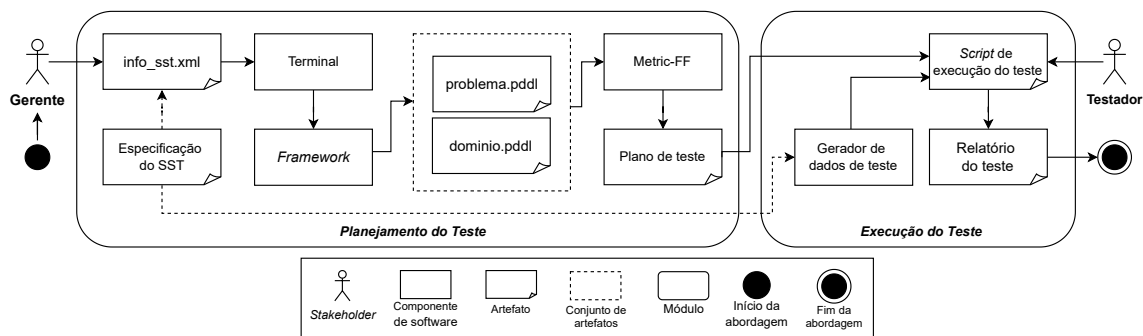 Gerente
info_sst.xml
Terminal
problema.pddl
dominio.pddl
Metric-FF
Especificação
do SST
Framework
Plano de teste
Planejamento do Teste
Script de
execução do teste
Testador
Gerador de
dados de teste
Relatório
do teste
Execução do Teste
Stakeholder
Componente
de software
Artefato
Conjunto de
artefatos
Módulo
Início da
abordagem
Fim da
abordagem